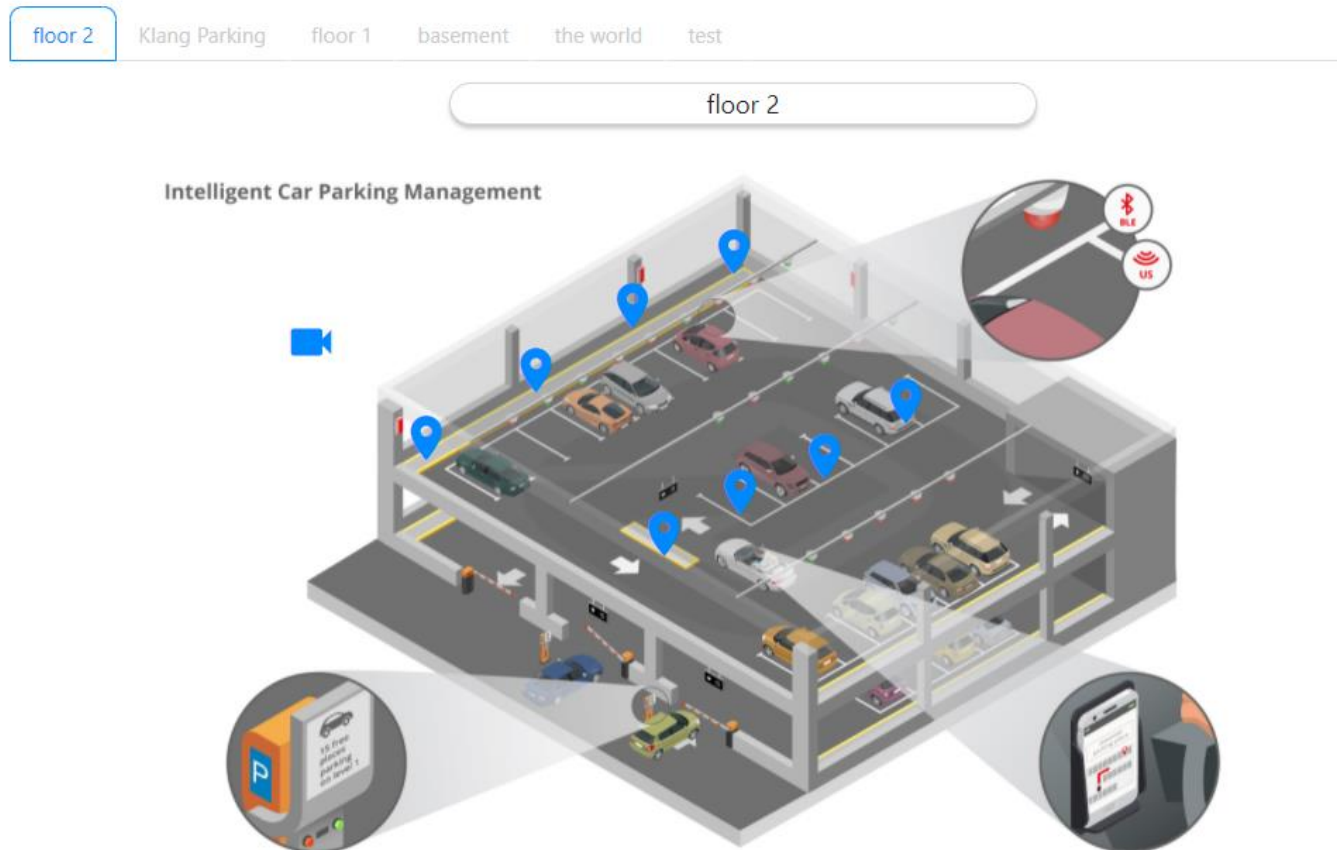 floor 2
Klang Parking
floor 1
basement
the world
test
floor 2
Intelligent Car Parking Management
BLE
US
15 free
places
parking
on level 1
P